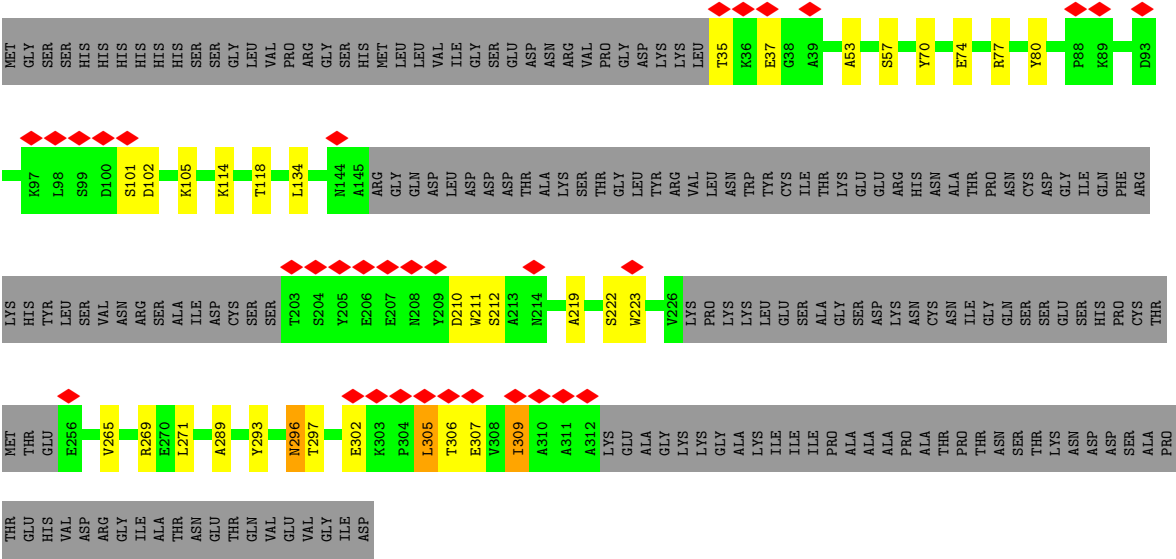 MET GLY SER SER HIS HIS HIS HIS HIS HIS SER SER GLY LEU VAL PRO ARG GLY SER HIS MET LEU LEU VAL ILE GLY SER GLU ASP ASN ARG VAL PRO GLY ASP LYS LYS LEU T35 K36 E37 G38 A39 A53 S57 Y70 E74 R77 Y80 P88 K89 D93
K97 L98 S99 D100 S101 D102 K105 K114 T118 L134 N144 A145 ARG GLY GLN ASP LEU ASP ASP ASP THR ALA LYS SER THR GLY LEU TYR ARG VAL LEU ASN TRP TYR CYS ILE THR LYS GLU GLU ARG HIS ASN ALA THR PRO ASN CYS ASP GLY ILE GLN PHE ARG
LYS HIS TYR LEU SER VAL ASN ARG SER ALA ILE ASP CYS SER SER T203 S204 Y205 E206 E207 N208 Y209 D210 W211 S212 A213 N214 A219 S222 W223 V226 LYS PRO LYS LYS LEU GLU SER ALA GLY SER ASP LYS ASN CYS ASN ILE GLY GLN SER SER GLU SER HIS PRO CYS THR
MET THR GLU E256 V265 R269 E270 L271 A289 Y293 N296 T297 E302 K303 P304 L305 T306 E307 V308 I309 A310 A311 A312 LYS GLU ALA GLY LYS LYS GLY ALA LYS ILE ILE ILE PRO ALA ALA ALA PRO ALA THR PRO THR ASN SER THR LYS ASN ASP ASP SER ALA PRO
THR GLU HIS VAL ASP ARG GLY ILE ALA THR ASN GLU THR GLN VAL GLU VAL GLY ILE ASP